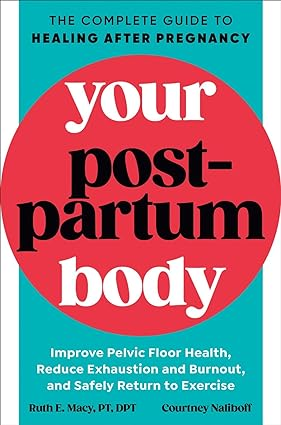 THE COMPLETE GUIDE TO
HEALING AFTER PREGNANCY
your
post-
partum
body
Improve Pelvic Floor Health,
Reduce Exhaustion and Burnout,
and Safely Return to Exercise
Ruth E. Macy, PT, DPT Courtney Naliboff